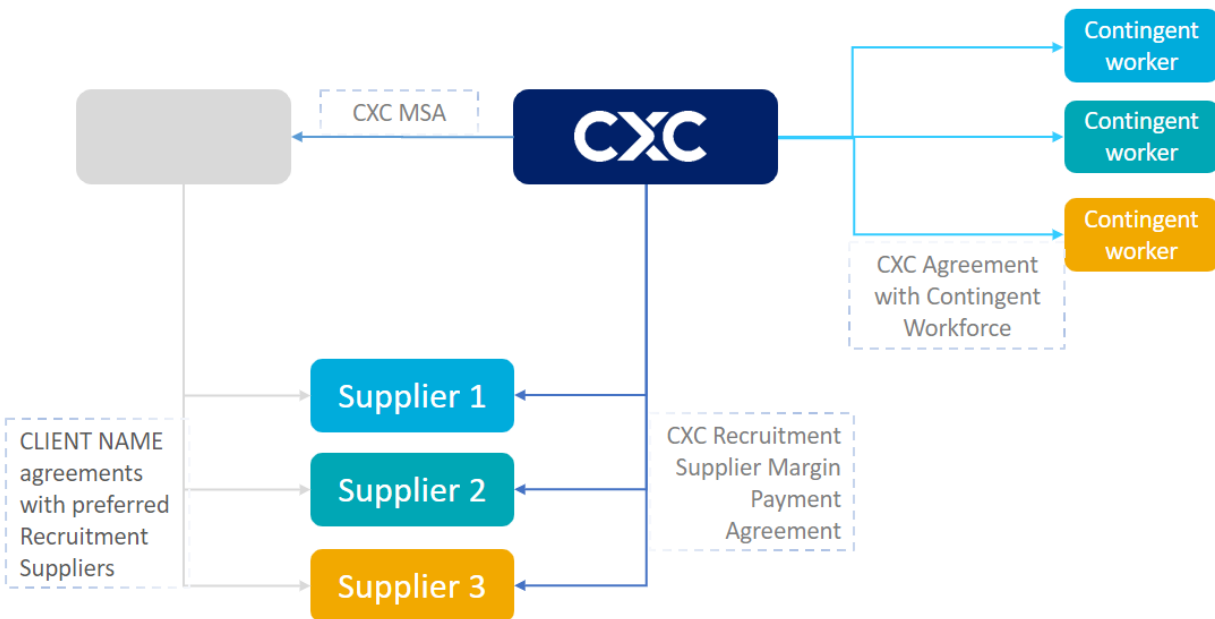 Contingent
worker
CXC MSA
CXC
Contingent
worker
Contingent
worker
CXC Agreement
with Contingent
Workforce
Supplier 1
CLIENT NAME
agreements
with preferred
Recruitment
Suppliers
CXC Recruitment
Supplier Margin
Payment
Agreement
Supplier 2
Supplier 3